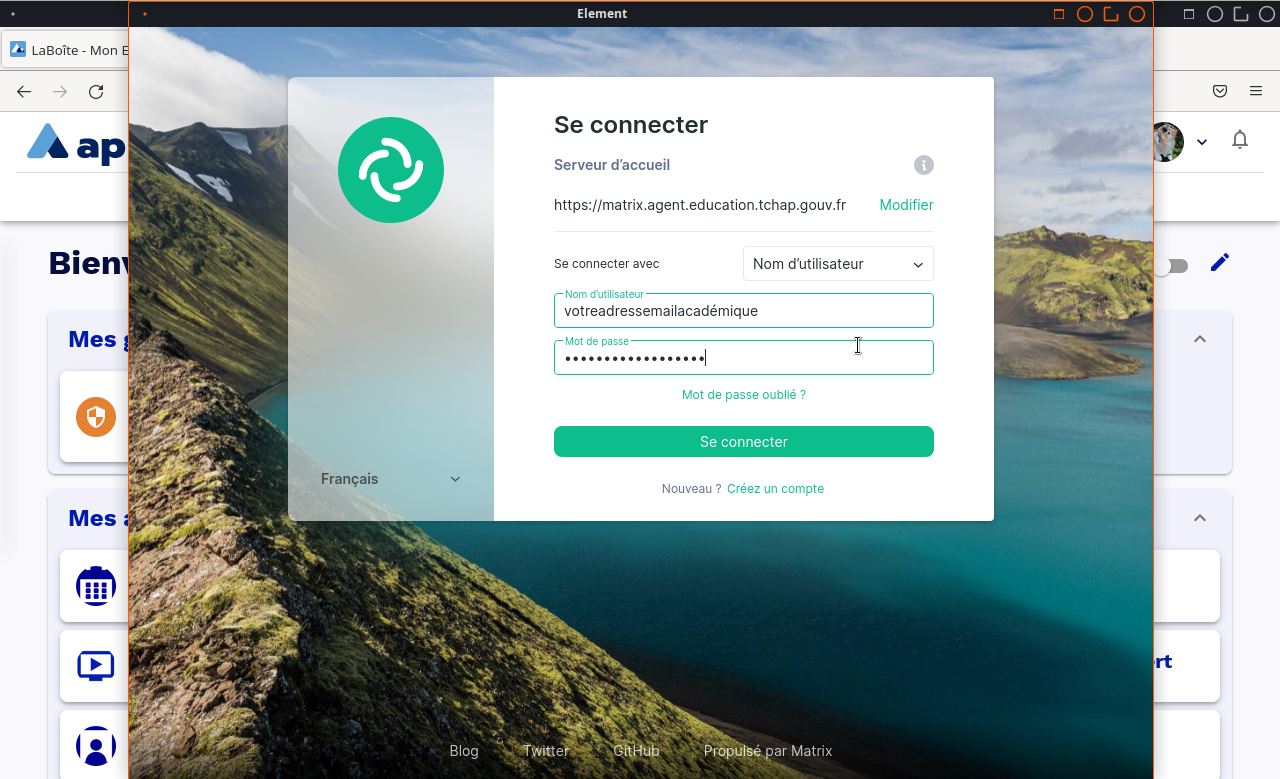 Element
LaBoîte - Mon E
ap
Se connecter
Serveur d’accueil
https://matrix.agent.education.tchap.gouv.fr Modifier
Se connecter avec Nom d’utilisateur
Nom d’utilisateur
votreadressemailacadémique
Mot de passe
••••••••••••••••••
Mot de passe oublié ?
Se connecter
Nouveau ? Créez un compte
Français
Bienv
Mes g
Mes a
ert
Blog Twitter GitHub Propulsé par Matrix